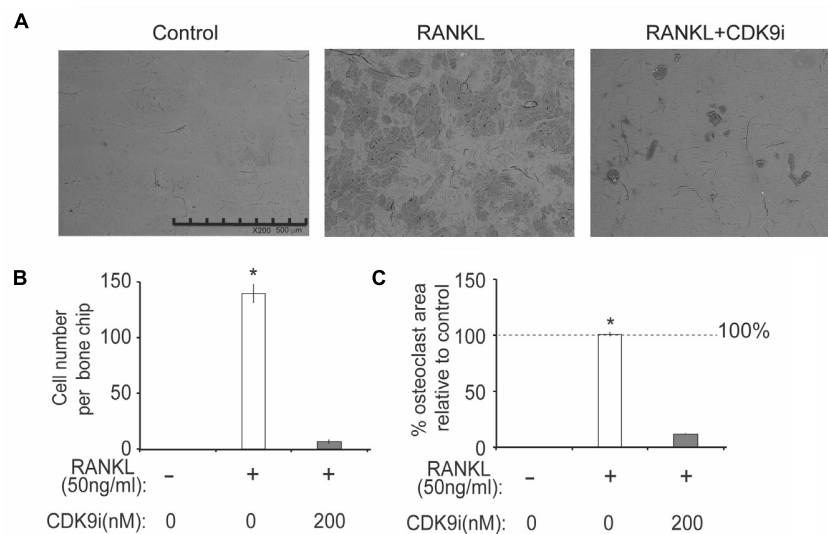 A
Control
RANKL
RANKL+CDK9i
X200 500 µm
B
150
100
50
0
Cell number
per bone chip
*
RANKL
(50ng/ml):
– + +
CDK9i(nM): 0 0 200
C
150
100
50
0
% osteoclast area
relative to control
*
100%
RANKL
(50ng/ml):
– + +
CDK9i(nM): 0 0 200